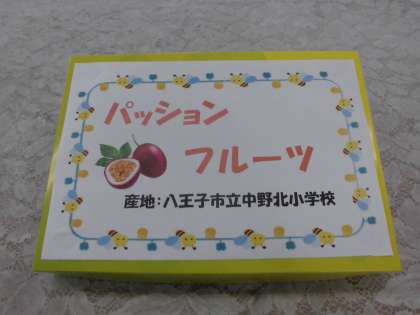 パッション
フルーツ
産地:八王子市立中野北小学校